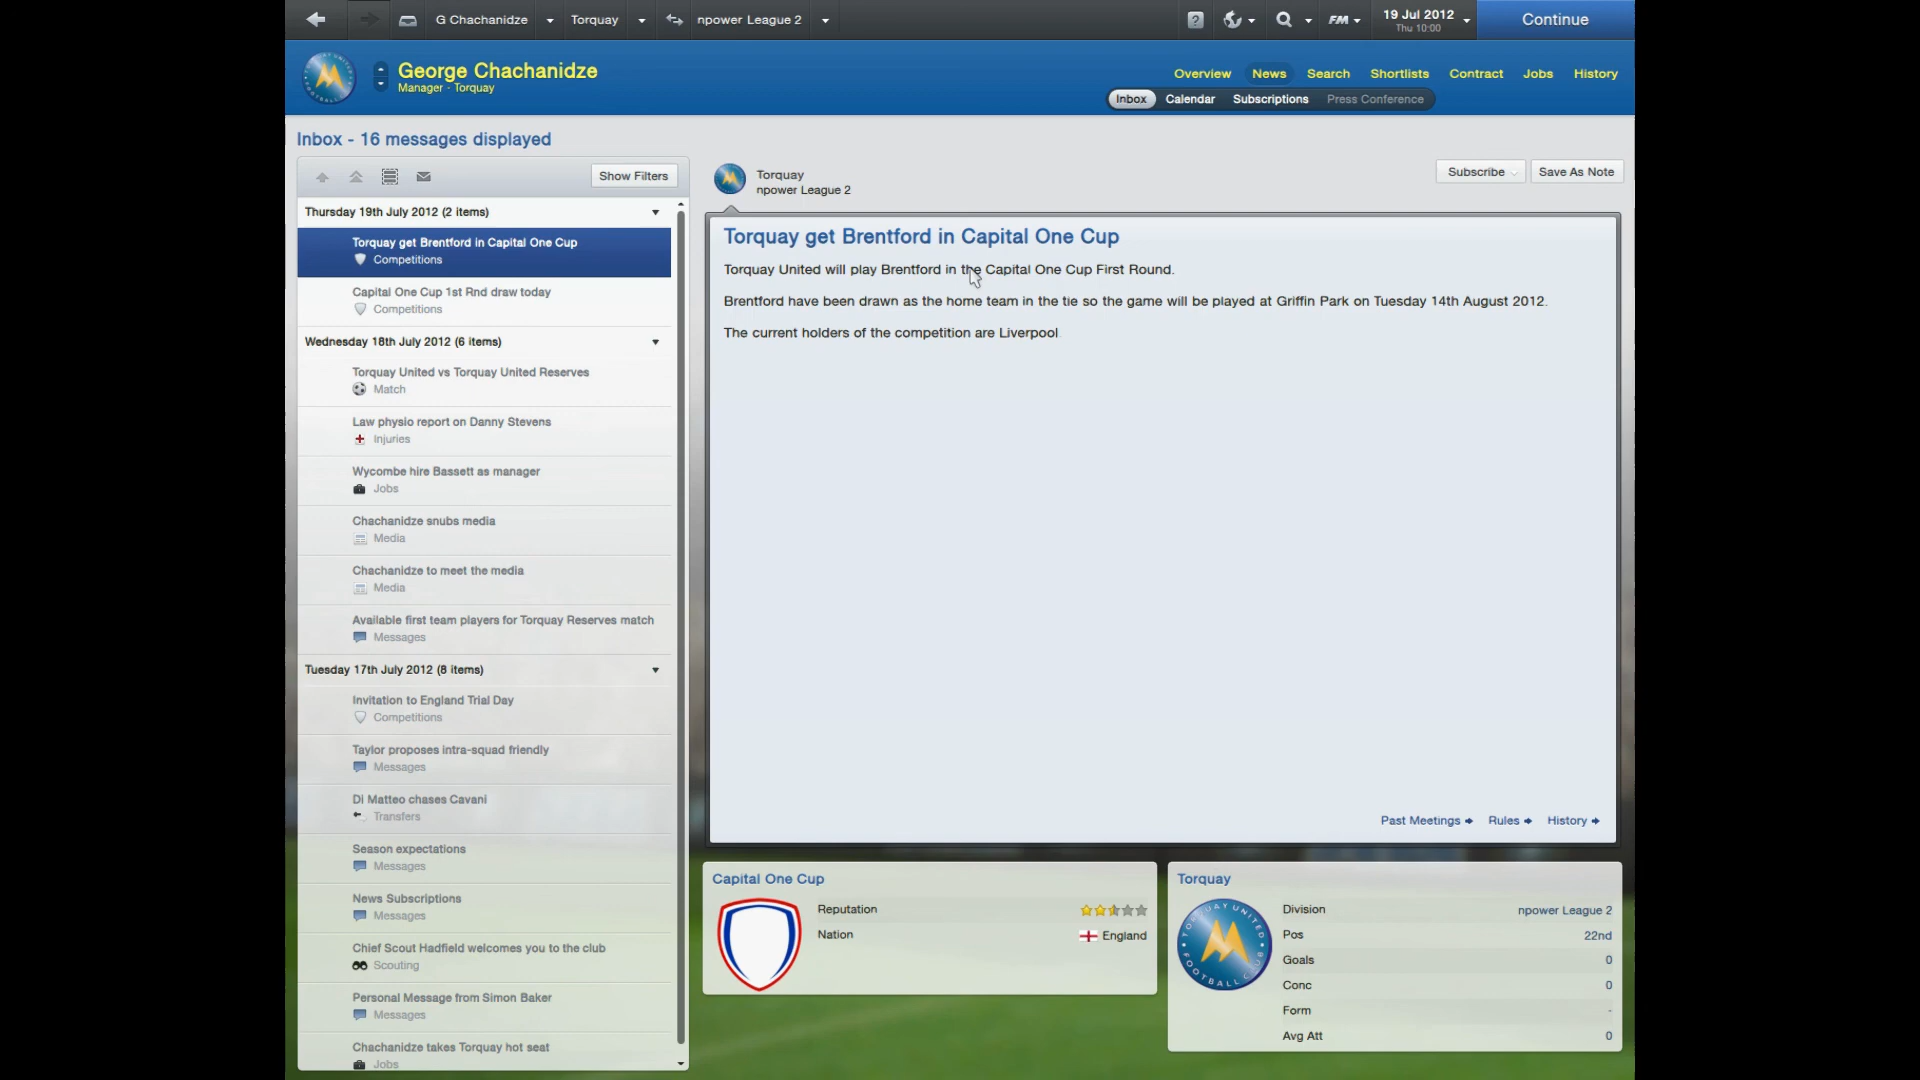 G Chachanidze
Torquay
npower League 2
?
FM
19 Jul 2012
Thu 10:00
Continue
George Chachanidze
Manager - Torquay
Overview
News
Search
Shortlists
Contract
Jobs
History
Inbox
Calendar
Subscriptions
Press Conference
Inbox - 16 messages displayed
Show Filters
Thursday 19th July 2012 (2 items)
Torquay get Brentford in Capital One Cup
Competitions
Capital One Cup 1st Rnd draw today
Competitions
Wednesday 18th July 2012 (6 items)
Torquay United vs Torquay United Reserves
Match
Law physio report on Danny Stevens
Injuries
Wycombe hire Bassett as manager
Jobs
Chachanidze snubs media
Media
Chachanidze to meet the media
Media
Available first team players for Torquay Reserves match
Messages
Tuesday 17th July 2012 (8 items)
Invitation to England Trial Day
Competitions
Taylor proposes intra-squad friendly
Messages
Di Matteo chases Cavani
Transfers
Season expectations
Messages
News Subscriptions
Messages
Chief Scout Hadfield welcomes you to the club
Scouting
Personal Message from Simon Baker
Messages
Chachanidze takes Torquay hot seat
Jobs
Torquay
npower League 2
Subscribe
Save As Note
Torquay get Brentford in Capital One Cup
Torquay United will play Brentford in the Capital One Cup First Round.
Brentford have been drawn as the home team in the tie so the game will be played at Griffin Park on Tuesday 14th August 2012.
The current holders of the competition are Liverpool.
Past Meetings
Rules
History
Capital One Cup
Reputation
Nation
England
Torquay
TORQUAY UNITED
FOOTBALL CLUB
Division
npower League 2
Pos
22nd
Goals
0
Conc
0
Form
-
Avg Att
0